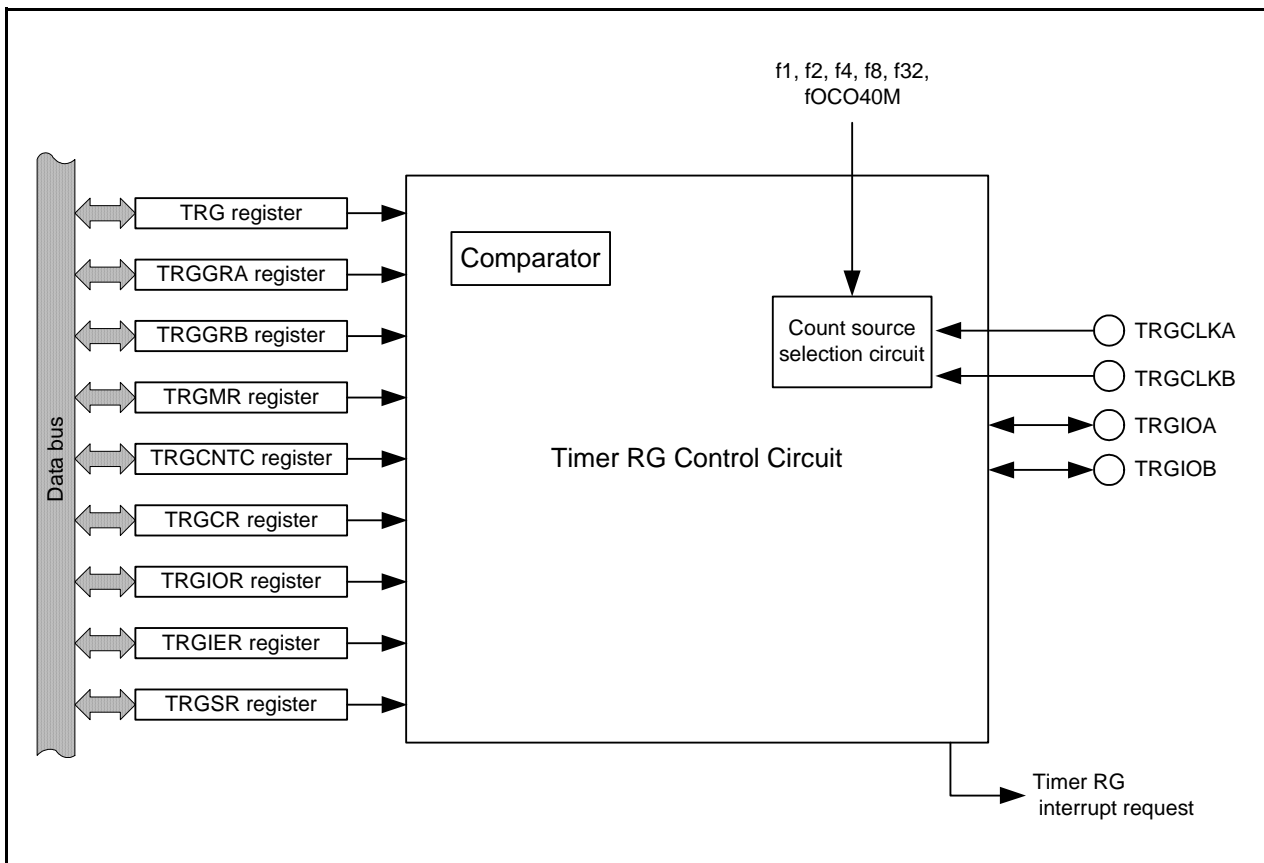 f1, f2, f4, f8, f32,
fOCO40M
Data bus
TRG register
TRGGRA register
TRGGRB register
TRGMR register
TRGCNTC register
TRGCR register
TRGIOR register
TRGIER register
TRGSR register
Comparator
Count source
selection circuit
Timer RG Control Circuit
TRGCLKA
TRGCLKB
TRGIOA
TRGIOB
Timer RG
interrupt request